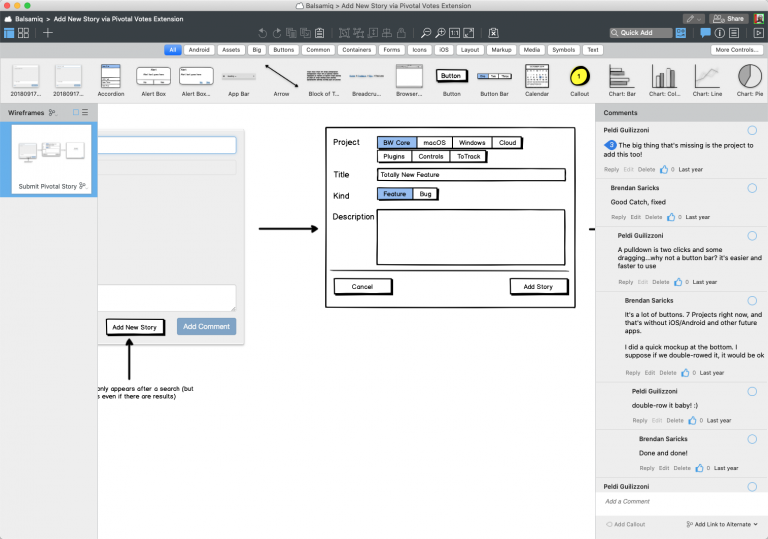 Balsamiq > Add New Story via Pivotal Votes Extension
Balsamiq > Add New Story via Pivotal Votes Extension
Share
Quick Add
All
Android
Assets
Big
Buttons
Common
Containers
Forms
Icons
iOS
Layout
Markup
Media
Symbols
Text
More Controls...
20180917...
20180917...
Accordion
Alert Box
Alert Box...
App Bar
Arrow
Block of T...
Breadcru...
Browser...
Button
Button
Button Bar
Calendar
1
Callout
Chart: Bar
Chart: Col...
Chart: Line
Chart: Pie
Wireframes
Submit Pivotal Story
Add New Story
Add Comment
only appears after a search (but
s even if there are results)
Project
BW Core
macOS
Windows
Cloud
Plugins
Controls
ToTrack
Title
Totally New Feature
Kind
Feature
Bug
Description
Cancel
Add Story
Comments
Peldi Guilizzoni
3 The big thing that's missing is the project to
add this too!
Reply Edit Delete 0 Last year
Brendan Saricks
Good Catch, fixed
Reply Edit Delete 0 Last year
Peldi Guilizzoni
A pulldown is two clicks and some
dragging...why not a button bar? it's easier and
faster to use
Reply Edit Delete 0 Last year
Brendan Saricks
It's a lot of buttons. 7 Projects right now, and
that's without iOS/Android and other future
apps.
I did a quick mockup at the bottom. I
suppose if we double-rowed it, it would be ok
Reply Edit Delete 0 Last year
Peldi Guilizzoni
double-row it baby! :)
Reply Edit Delete 0 Last year
Brendan Saricks
Done and done!
Reply Edit Delete 0 Last year
Peldi Guilizzoni
Add a Comment
Add Callout
Add Link to Alternate